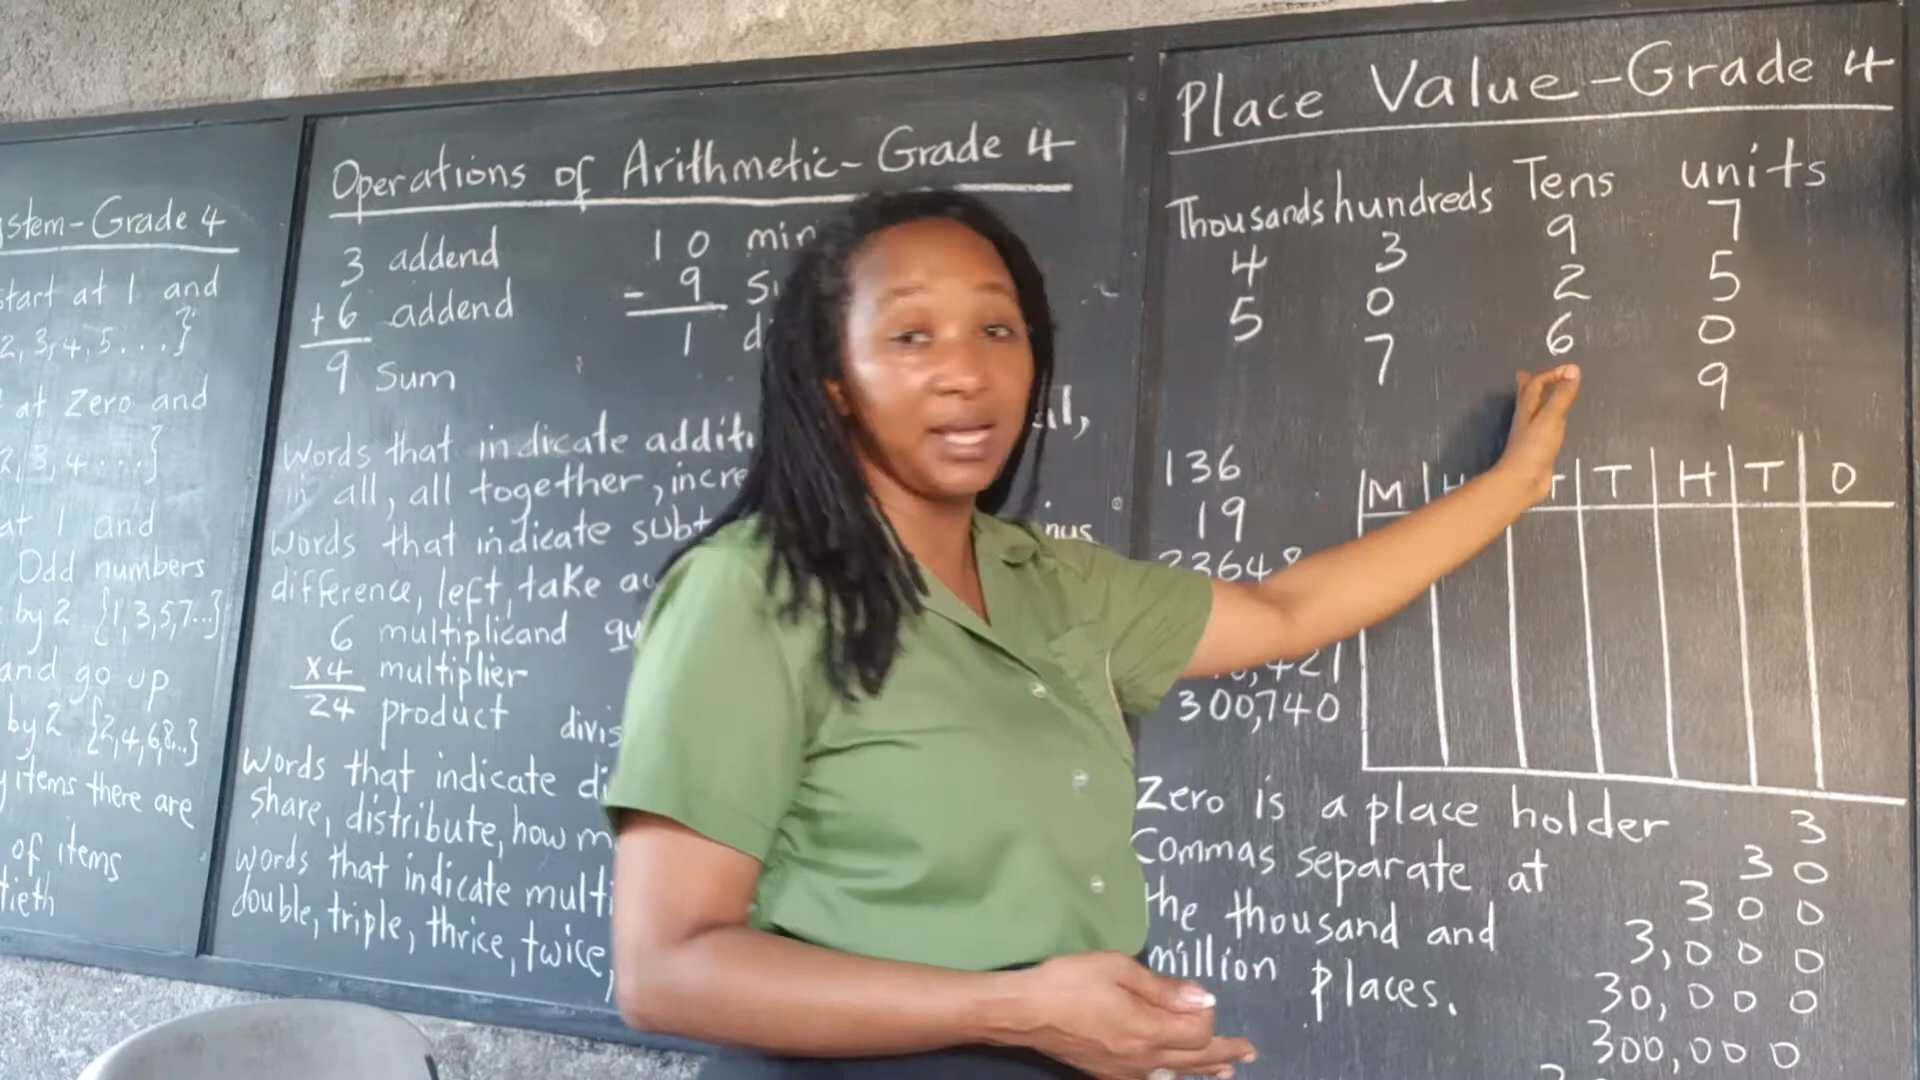 stem-Grade 4
start at 1 and
2, 3, 4, 5...}
at Zero and
2, 3, 4...}
at 1 and
Odd numbers
by 2 {1,3,5,7...}
and go up
by 2 {2,4,6,8...}
items there are
of items
tieth
Operations of Arithmetic-Grade 4
3 addend
+6 addend
9 Sum
10 min
- 9
1
Words that indicate additi
in all, all together, incre
words that indicate subt
difference, left, take
6 multiplicand
x4 multiplier
24 product divis
Words that indicate di
share, distribute, how m
words that indicate multi
double, triple, thrice, twice,
Place Value-Grade 4
Thousands hundreds Tens units
4 3 9 7
5 0 2 5
7 6 0
9
136
19
23648
300,740
M T T H T O
Zero is a place holder
Commas separate at
the thousand and
million places.
3
3 0
3 0 0
3,0 0 0
30,0 0 0
300,00 0